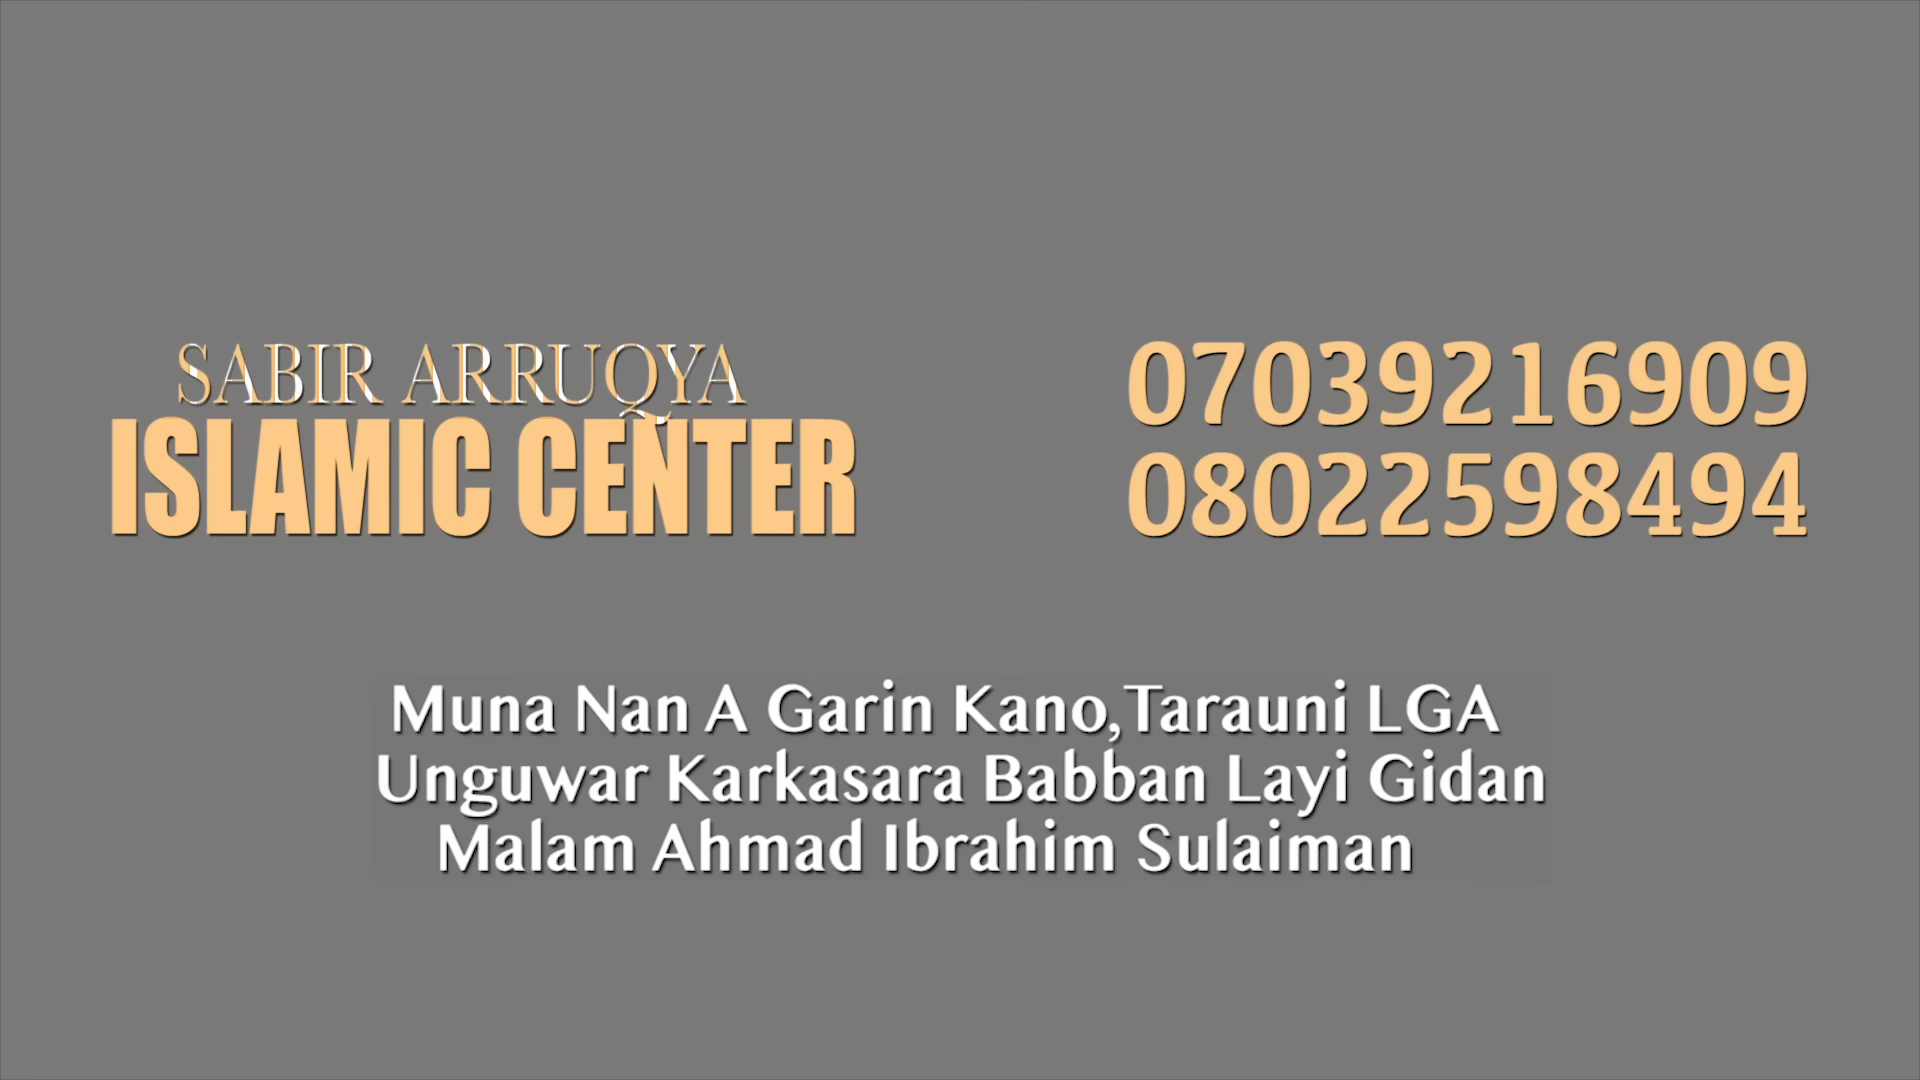 SABIR ARRUQYA
ISLAMIC CENTER
07039216909
08022598494
Muna Nan A Garin Kano,Tarauni LGA
Unguwar Karkasara Babban Layi Gidan
Malam Ahmad Ibrahim Sulaiman